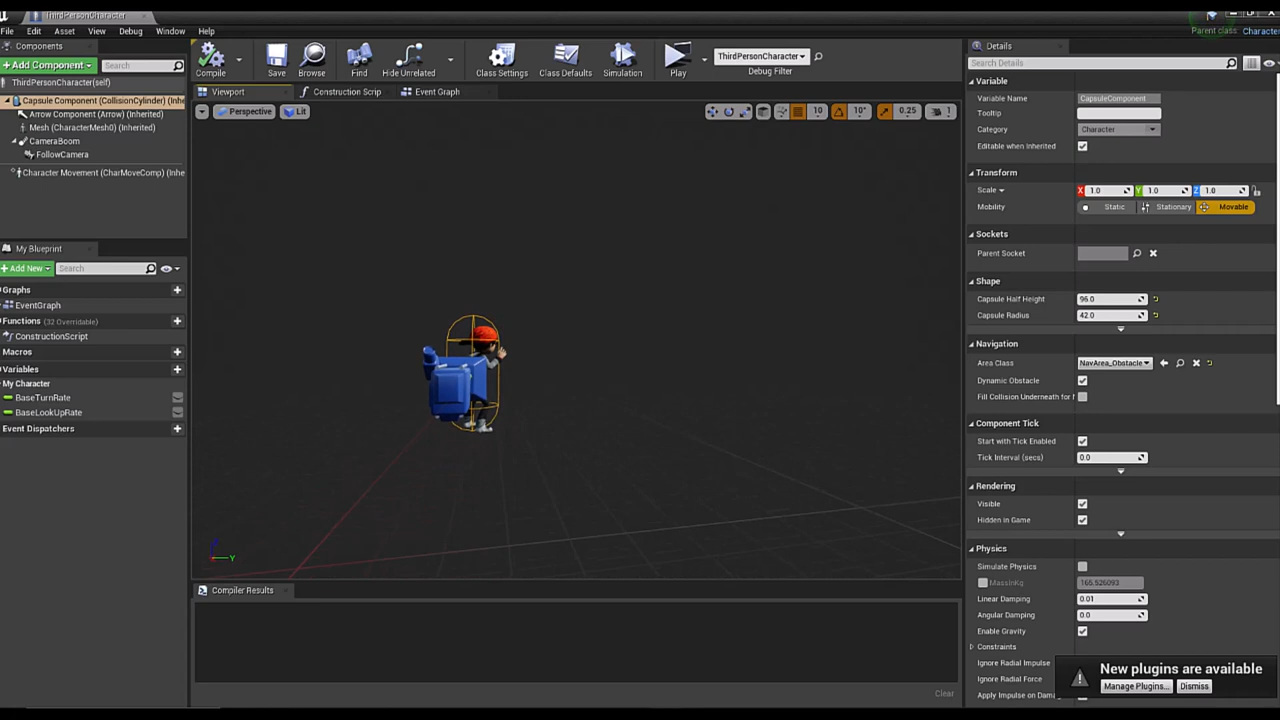 ThirdPersonCharacter
File Edit Asset View Debug Window Help
Parent class: Character
Components
+ Add Component Search
ThirdPersonCharacter(self)
Capsule Component (CollisionCylinder) (Inhe
Arrow Component (Arrow) (Inherited)
Mesh (CharacterMesh0) (Inherited)
CameraBoom
FollowCamera
Character Movement (CharMoveComp) (Inhe
My Blueprint
+ Add New Search
Graphs
EventGraph
Functions (32 Overridable)
ConstructionScript
Macros
Variables
My Character
BaseTurnRate
BaseLookUpRate
Event Dispatchers
Compile Save Browse Find Hide Unrelated Class Settings Class Defaults Simulation Play
ThirdPersonCharacter
Debug Filter
Viewport Construction Scrip Event Graph
Perspective Lit 10 10° 0.25 1
Z
Y
Compiler Results
Clear
Details
Search Details
Variable
Variable Name CapsuleComponent
Tooltip
Category Character
Editable when Inherited
Transform
Scale X 1.0 Y 1.0 Z 1.0
Mobility Static Stationary Movable
Sockets
Parent Socket
Shape
Capsule Half Height 96.0
Capsule Radius 42.0
Navigation
Area Class NavArea_Obstacle
Dynamic Obstacle
Fill Collision Underneath for
Component Tick
Start with Tick Enabled
Tick Interval (secs) 0.0
Rendering
Visible
Hidden in Game
Physics
Simulate Physics
MassInKg 165.526093
Linear Damping 0.01
Angular Damping 0.0
Enable Gravity
Constraints
Ignore Radial Impulse
Ignore Radial Force
Apply Impulse on Damag
New plugins are available
Manage Plugins... Dismiss